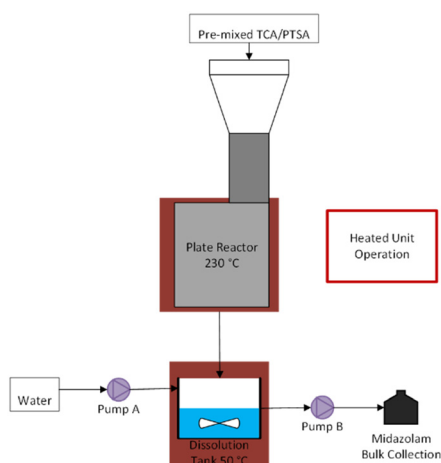 Pre-mixed TCA/PTSA
Plate Reactor
230 °C
Heated Unit
Operation
Water
Pump A
Dissolution
Tank 50 °C
Pump B
Midazolam
Bulk Collection